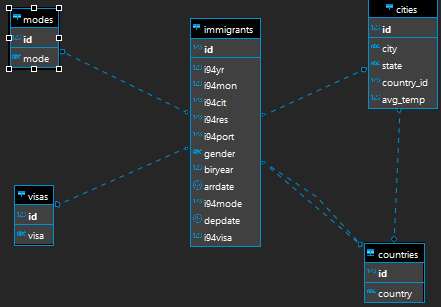 modes
id
mode
immigrants
id
i94yr
i94mon
i94cit
i94res
i94port
gender
biryear
arrdate
i94mode
depdate
i94visa
cities
id
city
state
country_id
avg_temp
visas
id
visa
countries
id
country